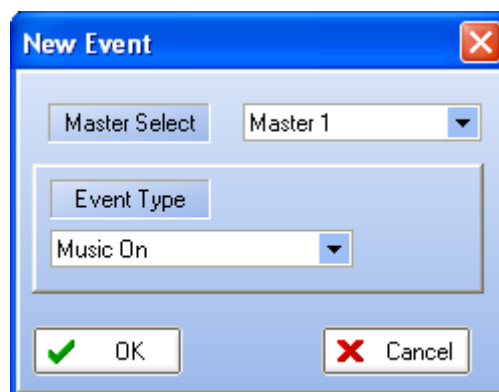 New Event
Master Select Master 1
Event Type
Music On
OK Cancel